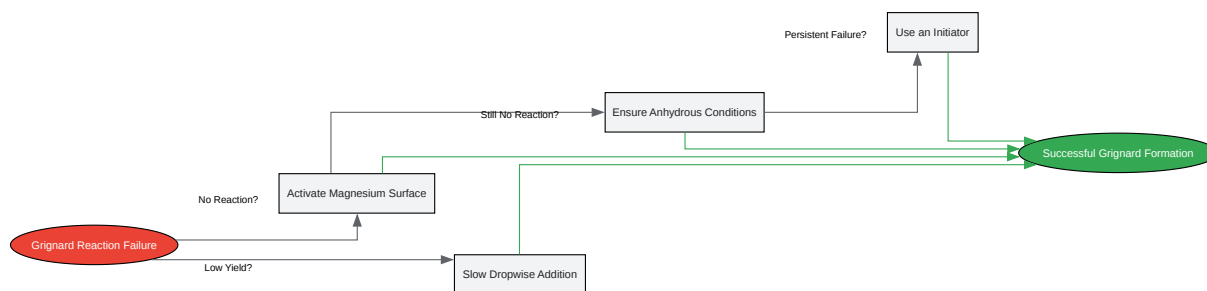 Persistent Failure?
Use an Initiator
Still No Reaction?
Ensure Anhydrous Conditions
Successful Grignard Formation
No Reaction?
Activate Magnesium Surface
Grignard Reaction Failure
Low Yield?
Slow Dropwise Addition